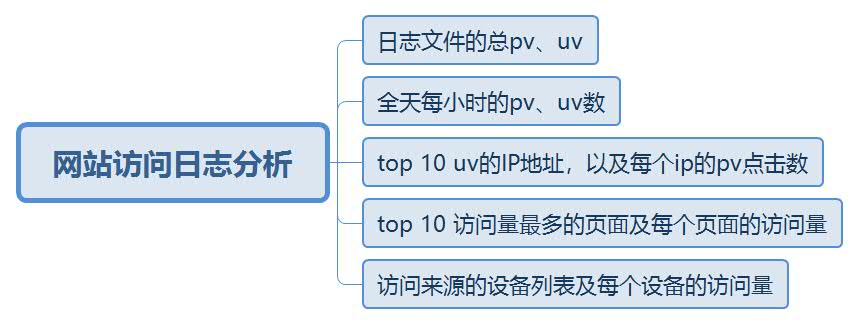 网站访问日志分析
日志文件的总pv、uv
全天每小时的pv、uv数
top 10 uv的IP地址，以及每个ip的pv点击数
top 10 访问量最多的页面及每个页面的访问量
访问来源的设备列表及每个设备的访问量